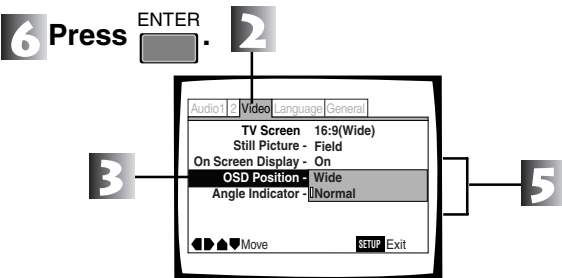 6 Press ENTER .
2
Audio1 2 Video Language General
TV Screen 16:9(Wide)
Still Picture - Field
On Screen Display - On
3 OSD Position - Wide 5
Angle Indicator - Normal
Move SETUP Exit